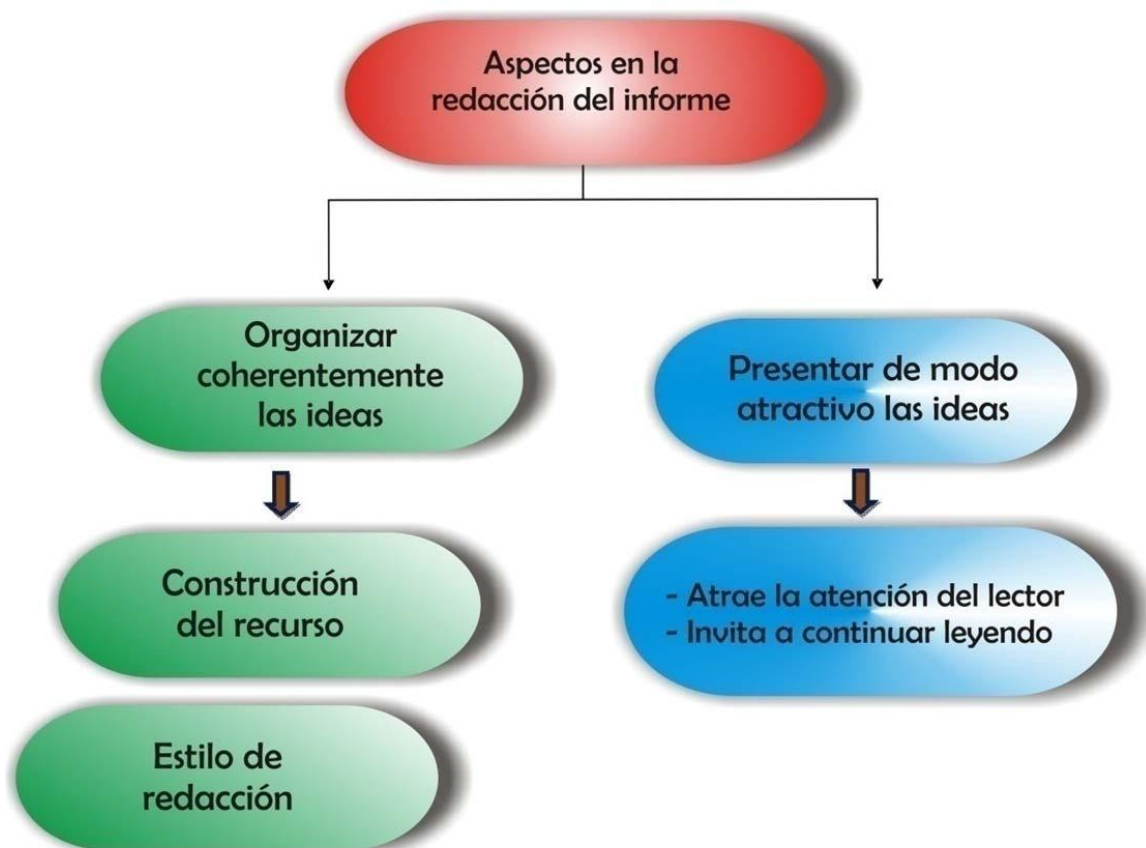 Aspectos en la
redacción del informe
Organizar
coherentemente
las ideas
Presentar de modo
atractivo las ideas
Construcción
del recurso
- Atrae la atención del lector
- Invita a continuar leyendo
Estilo de
redacción